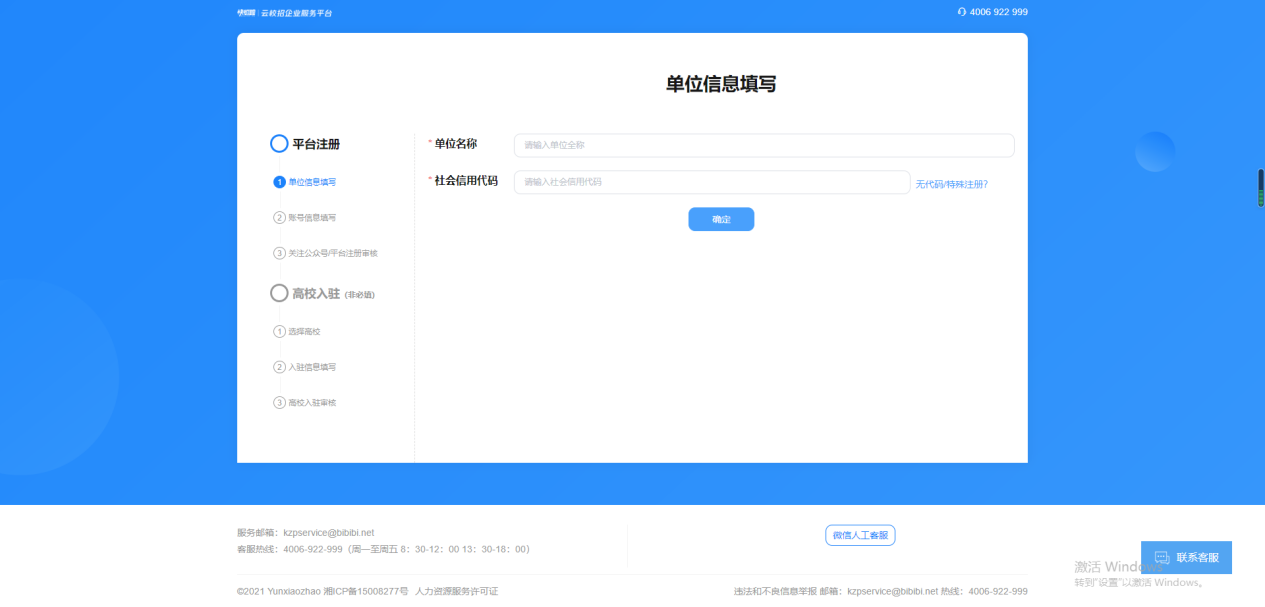 云校招企业服务平台
4006 922 999
单位信息填写
平台注册
1 单位信息填写
2 账号信息填写
3 关注公众号/平台注册审核
高校入驻 (非必填)
1 选择高校
2 入驻信息填写
3 高校入驻审核
* 单位名称 请输入单位全称
* 社会信用代码 请输入社会信用代码 无代码/特殊注册?
确定
服务邮箱：kzpservice@bibibi.net
客服热线：4006-922-999（周一至周五 8：30-12：00 13：30-18：00）
微信人工客服
联系客服
激活 Windows
转到"设置"以激活 Windows。
©2021 Yunxiaozhao 湘ICP备15008277号 人力资源服务许可证
违法和不良信息举报 邮箱：kzpservice@bibibi.net 热线：4006-922-999